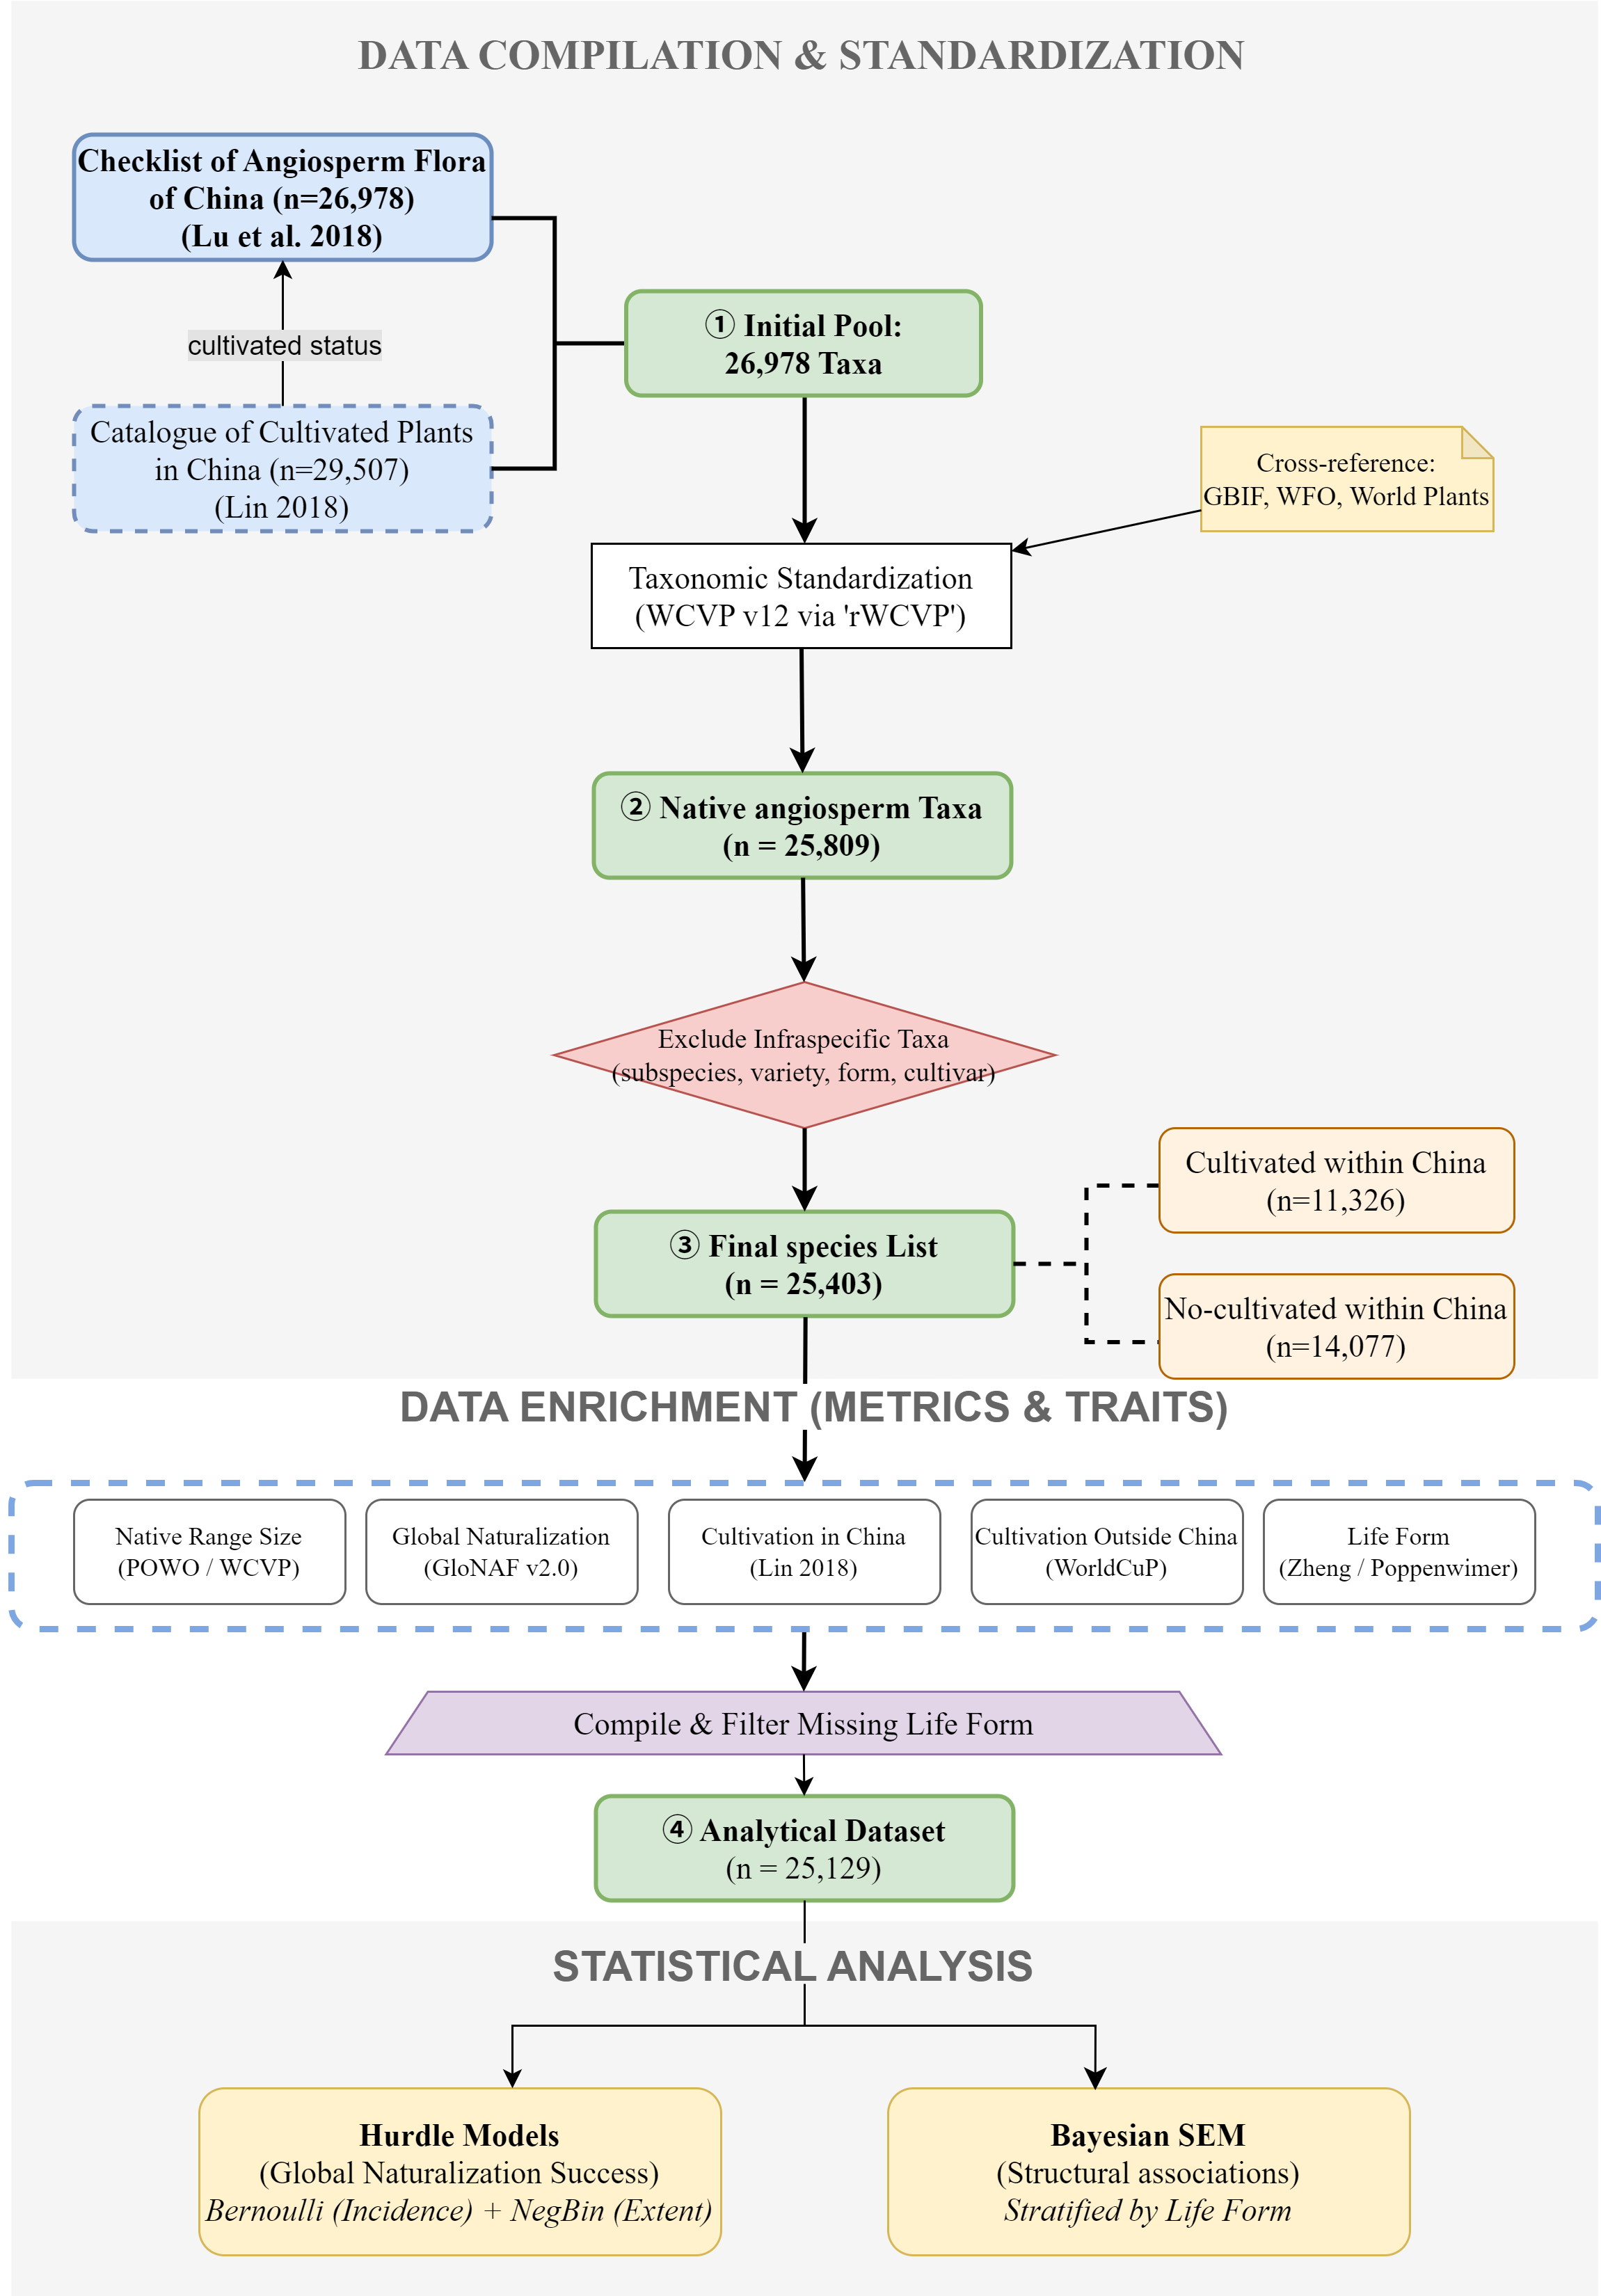 DATA COMPILATION & STANDARDIZATION
Checklist of Angiosperm Flora
of China (n=26,978)
(Lu et al. 2018)
cultivated status
Catalogue of Cultivated Plants
in China (n=29,507)
(Lin 2018)
① Initial Pool:
26,978 Taxa
Cross-reference:
GBIF, WFO, World Plants
Taxonomic Standardization
(WCVP v12 via 'rWCVP')
② Native angiosperm Taxa
(n = 25,809)
Exclude Infraspecific Taxa
(subspecies, variety, form, cultivar)
③ Final species List
(n = 25,403)
Cultivated within China
(n=11,326)
No-cultivated within China
(n=14,077)
DATA ENRICHMENT (METRICS & TRAITS)
Native Range Size
(POWO / WCVP)
Global Naturalization
(GloNAF v2.0)
Cultivation in China
(Lin 2018)
Cultivation Outside China
(WorldCuP)
Life Form
(Zheng / Poppenwimer)
Compile & Filter Missing Life Form
④ Analytical Dataset
(n = 25,129)
STATISTICAL ANALYSIS
Hurdle Models
(Global Naturalization Success)
Bernoulli (Incidence) + NegBin (Extent)
Bayesian SEM
(Structural associations)
Stratified by Life Form